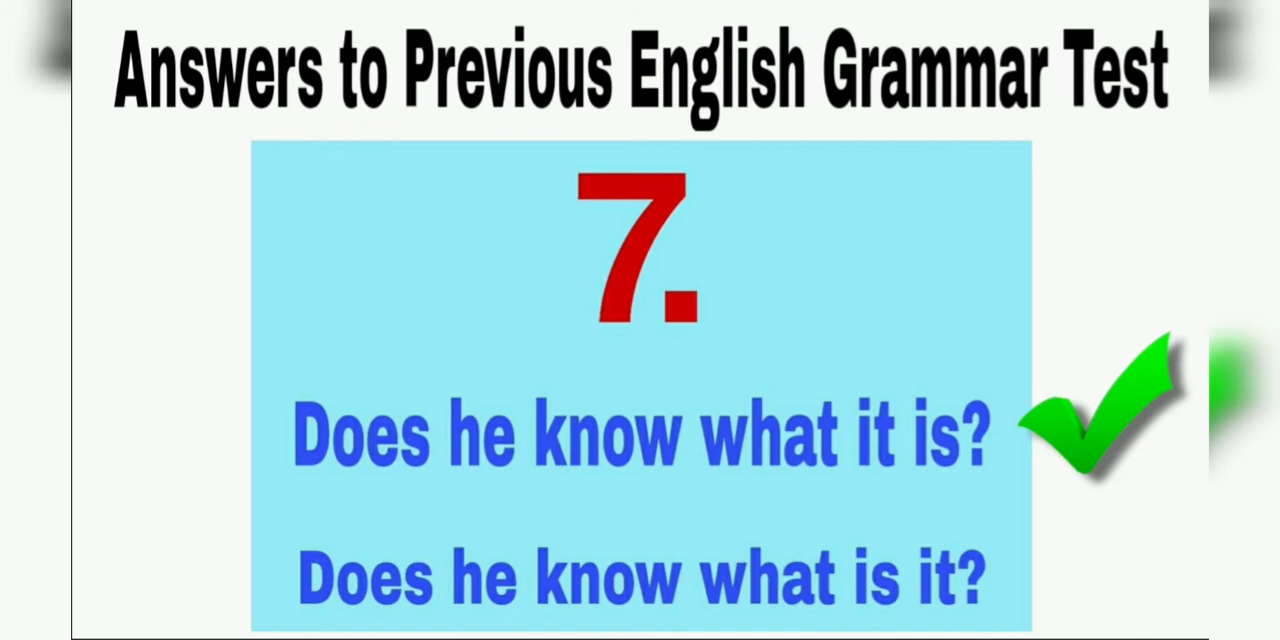 Answers to Previous English Grammar Test
7.
Does he know what it is?
Does he know what is it?